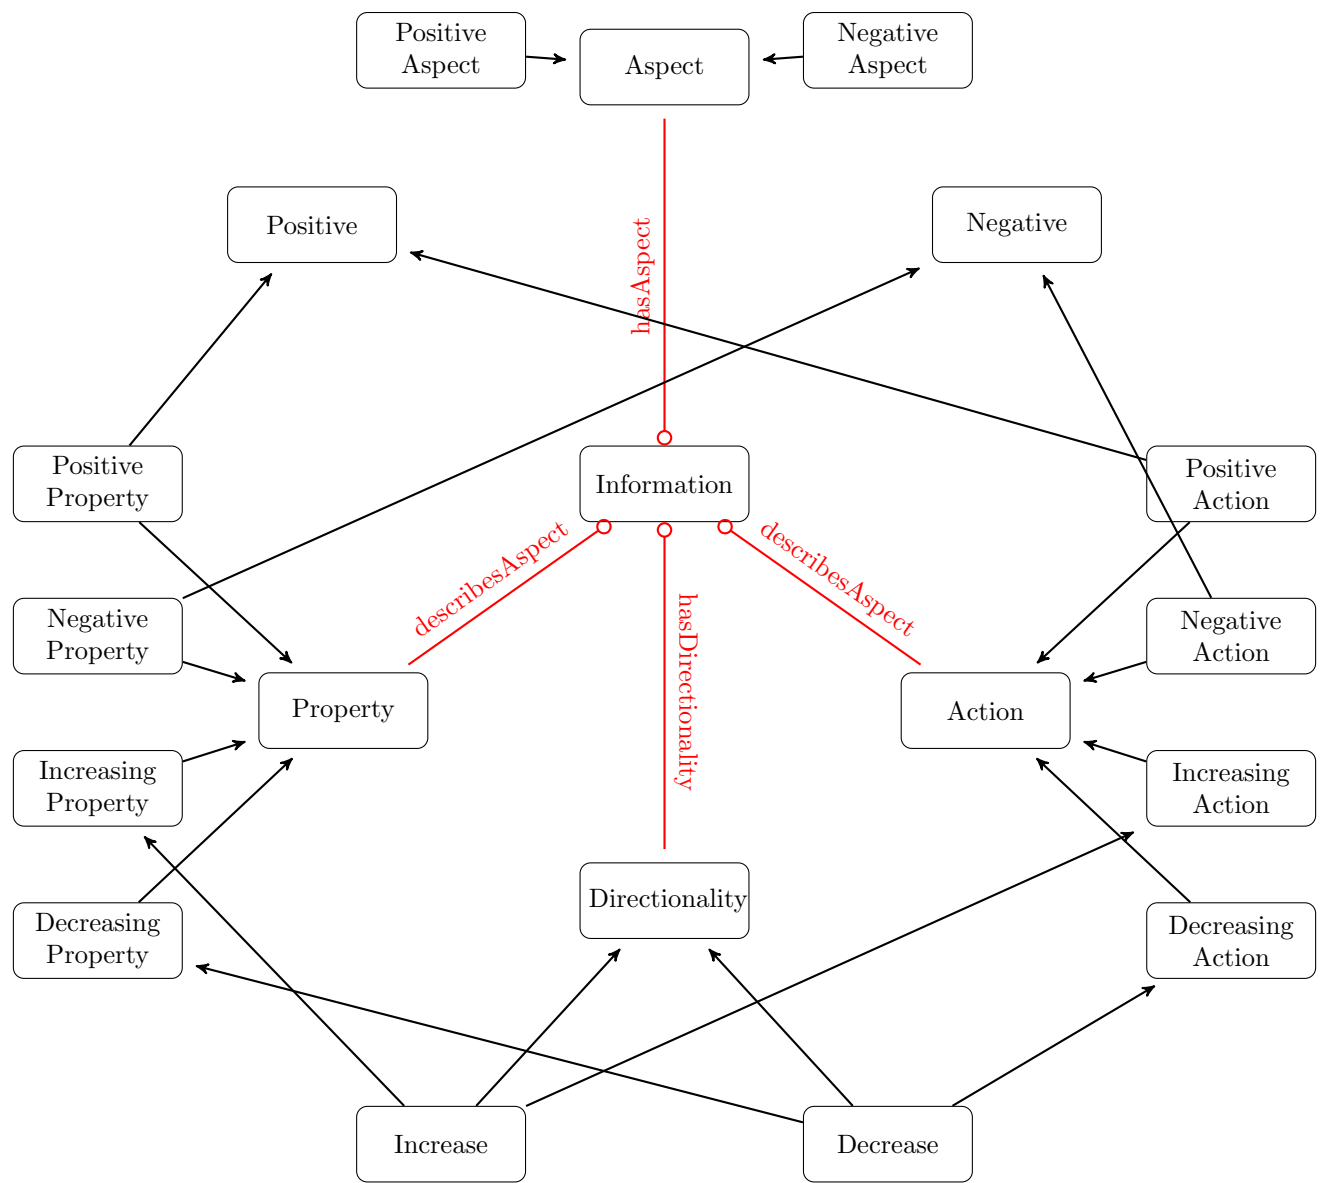 Positive
Aspect
Aspect
Negative
Aspect
Positive
Negative
hasAspect
Positive
Property
Information
Positive
Action
describesAspect
describesAspect
hasDirectionality
Negative
Property
Negative
Action
Property
Action
Increasing
Property
Increasing
Action
Directionality
Decreasing
Property
Decreasing
Action
Increase
Decrease